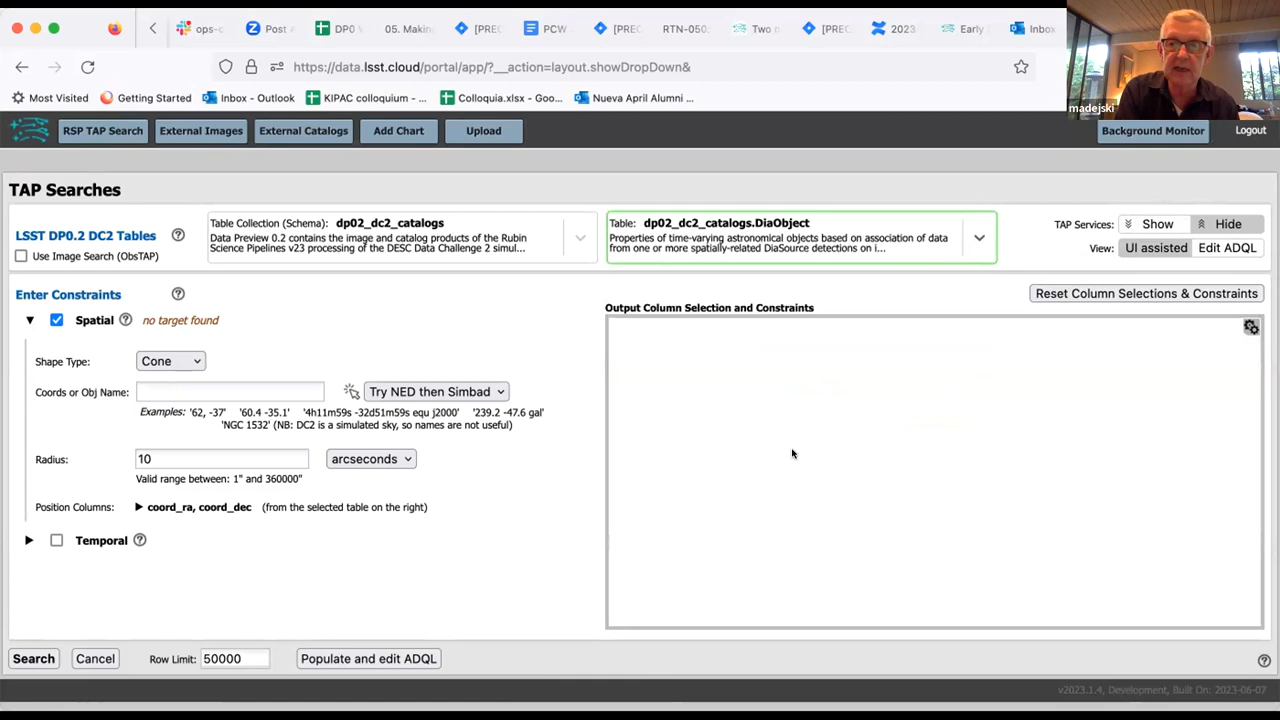 ops-c
Post
DP0
05. Makin
[PREC
PCW
[PREC
RTN-050
Two n
[PREC
2023
Early
Inbox
https://data.lsst.cloud/portal/app/?__action=layout.showDropDown&
Most Visited
Getting Started
Inbox - Outlook
KIPAC colloquium - ...
Colloquia.xlsx - Goo...
Nueva April Alumni ...
madejski
RSP TAP Search
External Images
External Catalogs
Add Chart
Upload
Background Monitor
Logout
TAP Searches
LSST DP0.2 DC2 Tables
Use Image Search (ObsTAP)
Table Collection (Schema): dp02_dc2_catalogs
Data Preview 0.2 contains the image and catalog products of the Rubin
Science Pipelines v23 processing of the DESC Data Challenge 2 simul...
Table: dp02_dc2_catalogs.DiaObject
Properties of time-varying astronomical objects based on association of data
from one or more spatially-related DiaSource detections on i...
TAP Services: Show Hide
View: UI assisted Edit ADQL
Enter Constraints
Reset Column Selections & Constraints
Spatial no target found
Output Column Selection and Constraints
Shape Type: Cone
Coords or Obj Name:
Try NED then Simbad
Examples: '62, -37' '60.4 -35.1' '4h11m59s -32d51m59s equ j2000' '239.2 -47.6 gal'
'NGC 1532' (NB: DC2 is a simulated sky, so names are not useful)
Radius: 10 arcseconds
Valid range between: 1" and 360000"
Position Columns: coord_ra, coord_dec (from the selected table on the right)
Temporal
Search
Cancel
Row Limit: 50000
Populate and edit ADQL
v2023.1.4, Development, Built On: 2023-06-07